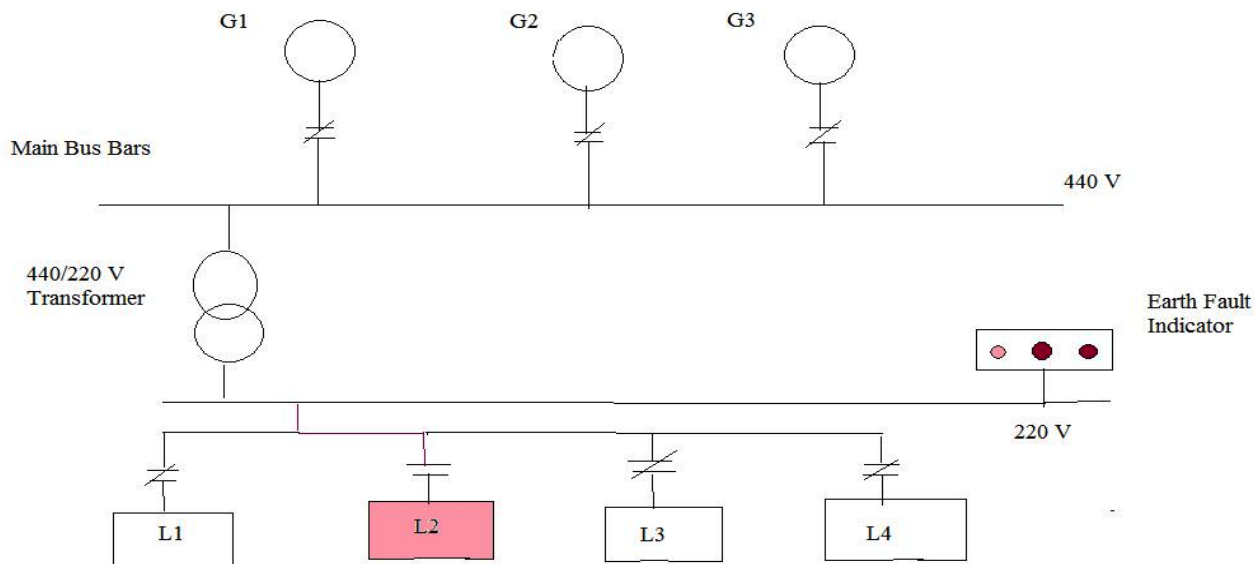 G1
G2
G3
Main Bus Bars
440 V
440/220 V
Transformer
Earth Fault
Indicator
220 V
L1
L2
L3
L4